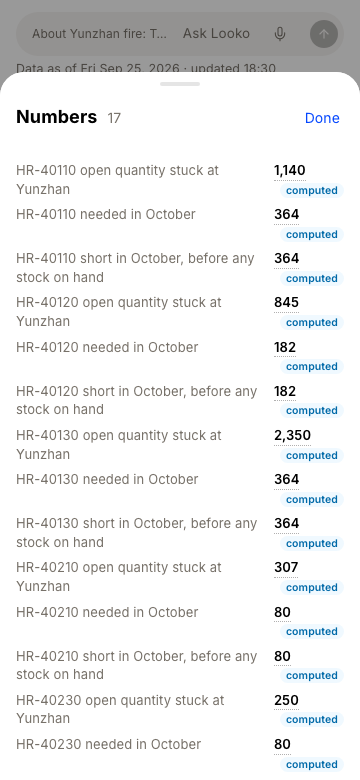 About Yunzhan fire: T... Ask Looko
Data as of Fri Sep 25, 2026 · updated 18:30
Numbers 17 Done
HR-40110 open quantity stuck at
Yunzhan
1,140
computed
HR-40110 needed in October
364
computed
HR-40110 short in October, before any
stock on hand
364
computed
HR-40120 open quantity stuck at
Yunzhan
845
computed
HR-40120 needed in October
182
computed
HR-40120 short in October, before any
stock on hand
182
computed
HR-40130 open quantity stuck at
Yunzhan
2,350
computed
HR-40130 needed in October
364
computed
HR-40130 short in October, before any
stock on hand
364
computed
HR-40210 open quantity stuck at
Yunzhan
307
computed
HR-40210 needed in October
80
computed
HR-40210 short in October, before any
stock on hand
80
computed
HR-40230 open quantity stuck at
Yunzhan
250
computed
HR-40230 needed in October
80
computed